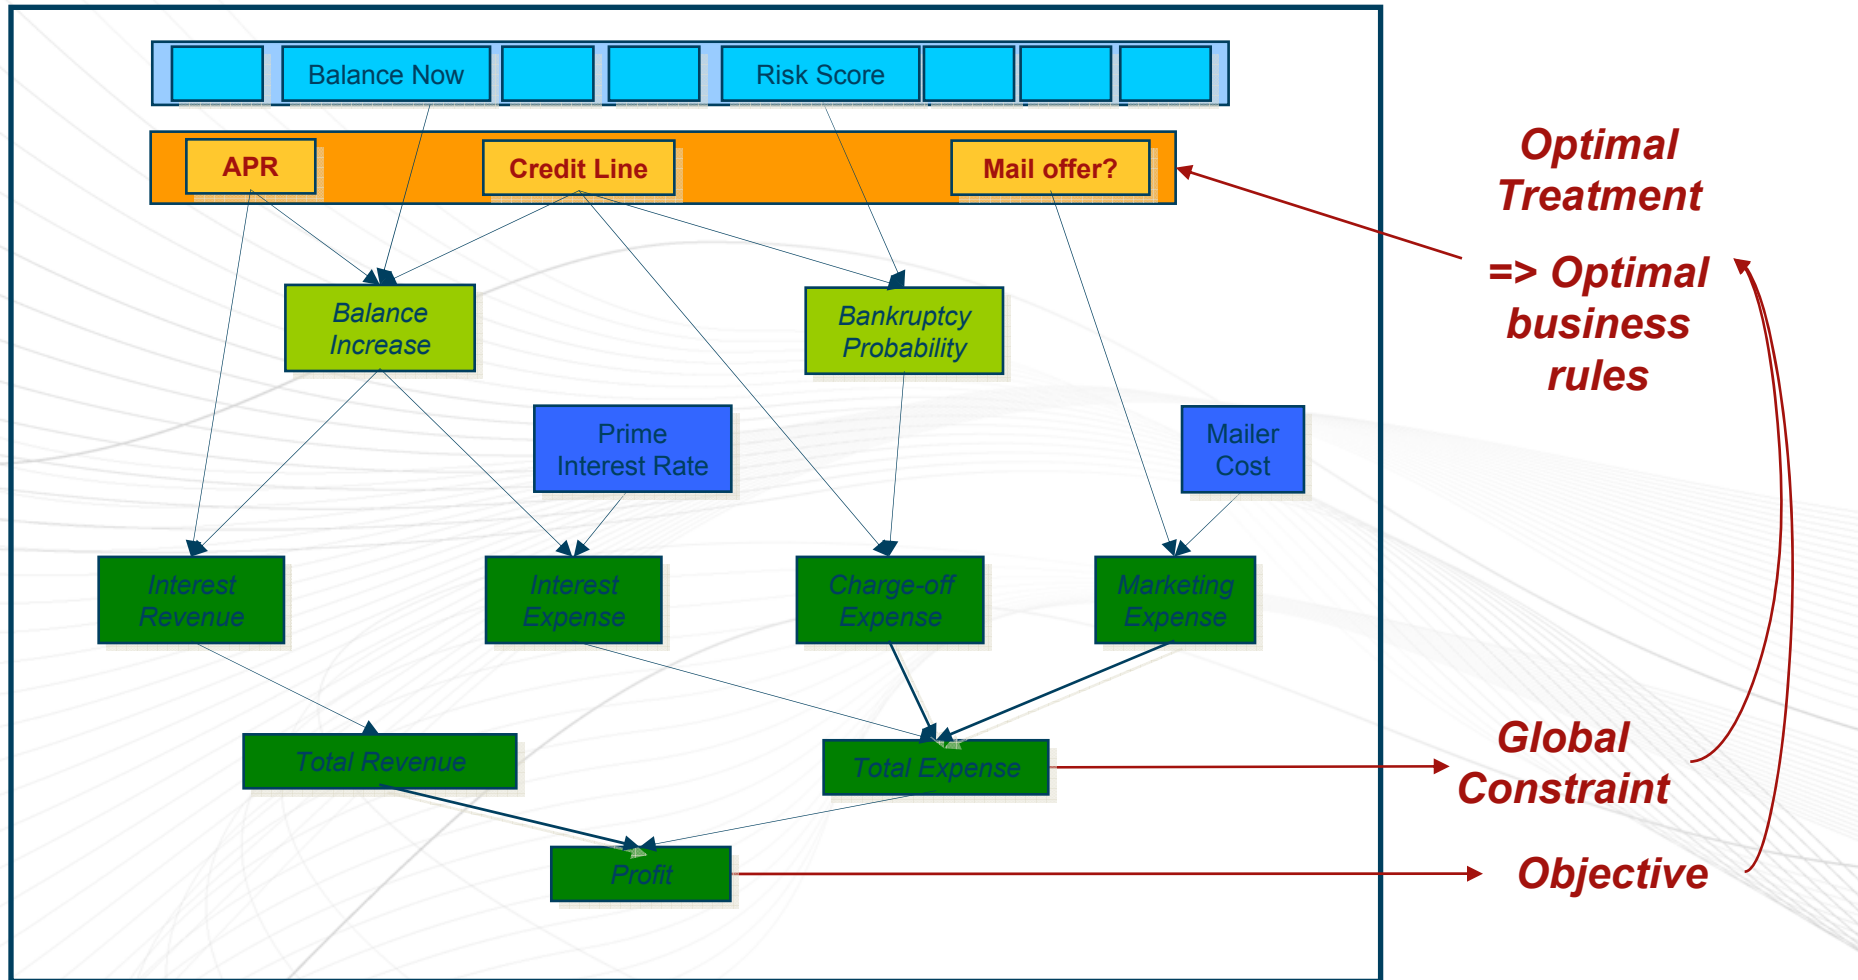 Balance Now
Risk Score
APR
Credit Line
Mail offer?
Optimal
Treatment
=> Optimal
business
rules
Balance
Increase
Bankruptcy
Probability
Prime
Interest Rate
Mailer
Cost
Interest
Revenue
Interest
Expense
Charge-off
Expense
Marketing
Expense
Total Revenue
Total Expense
Global
Constraint
Profit
Objective